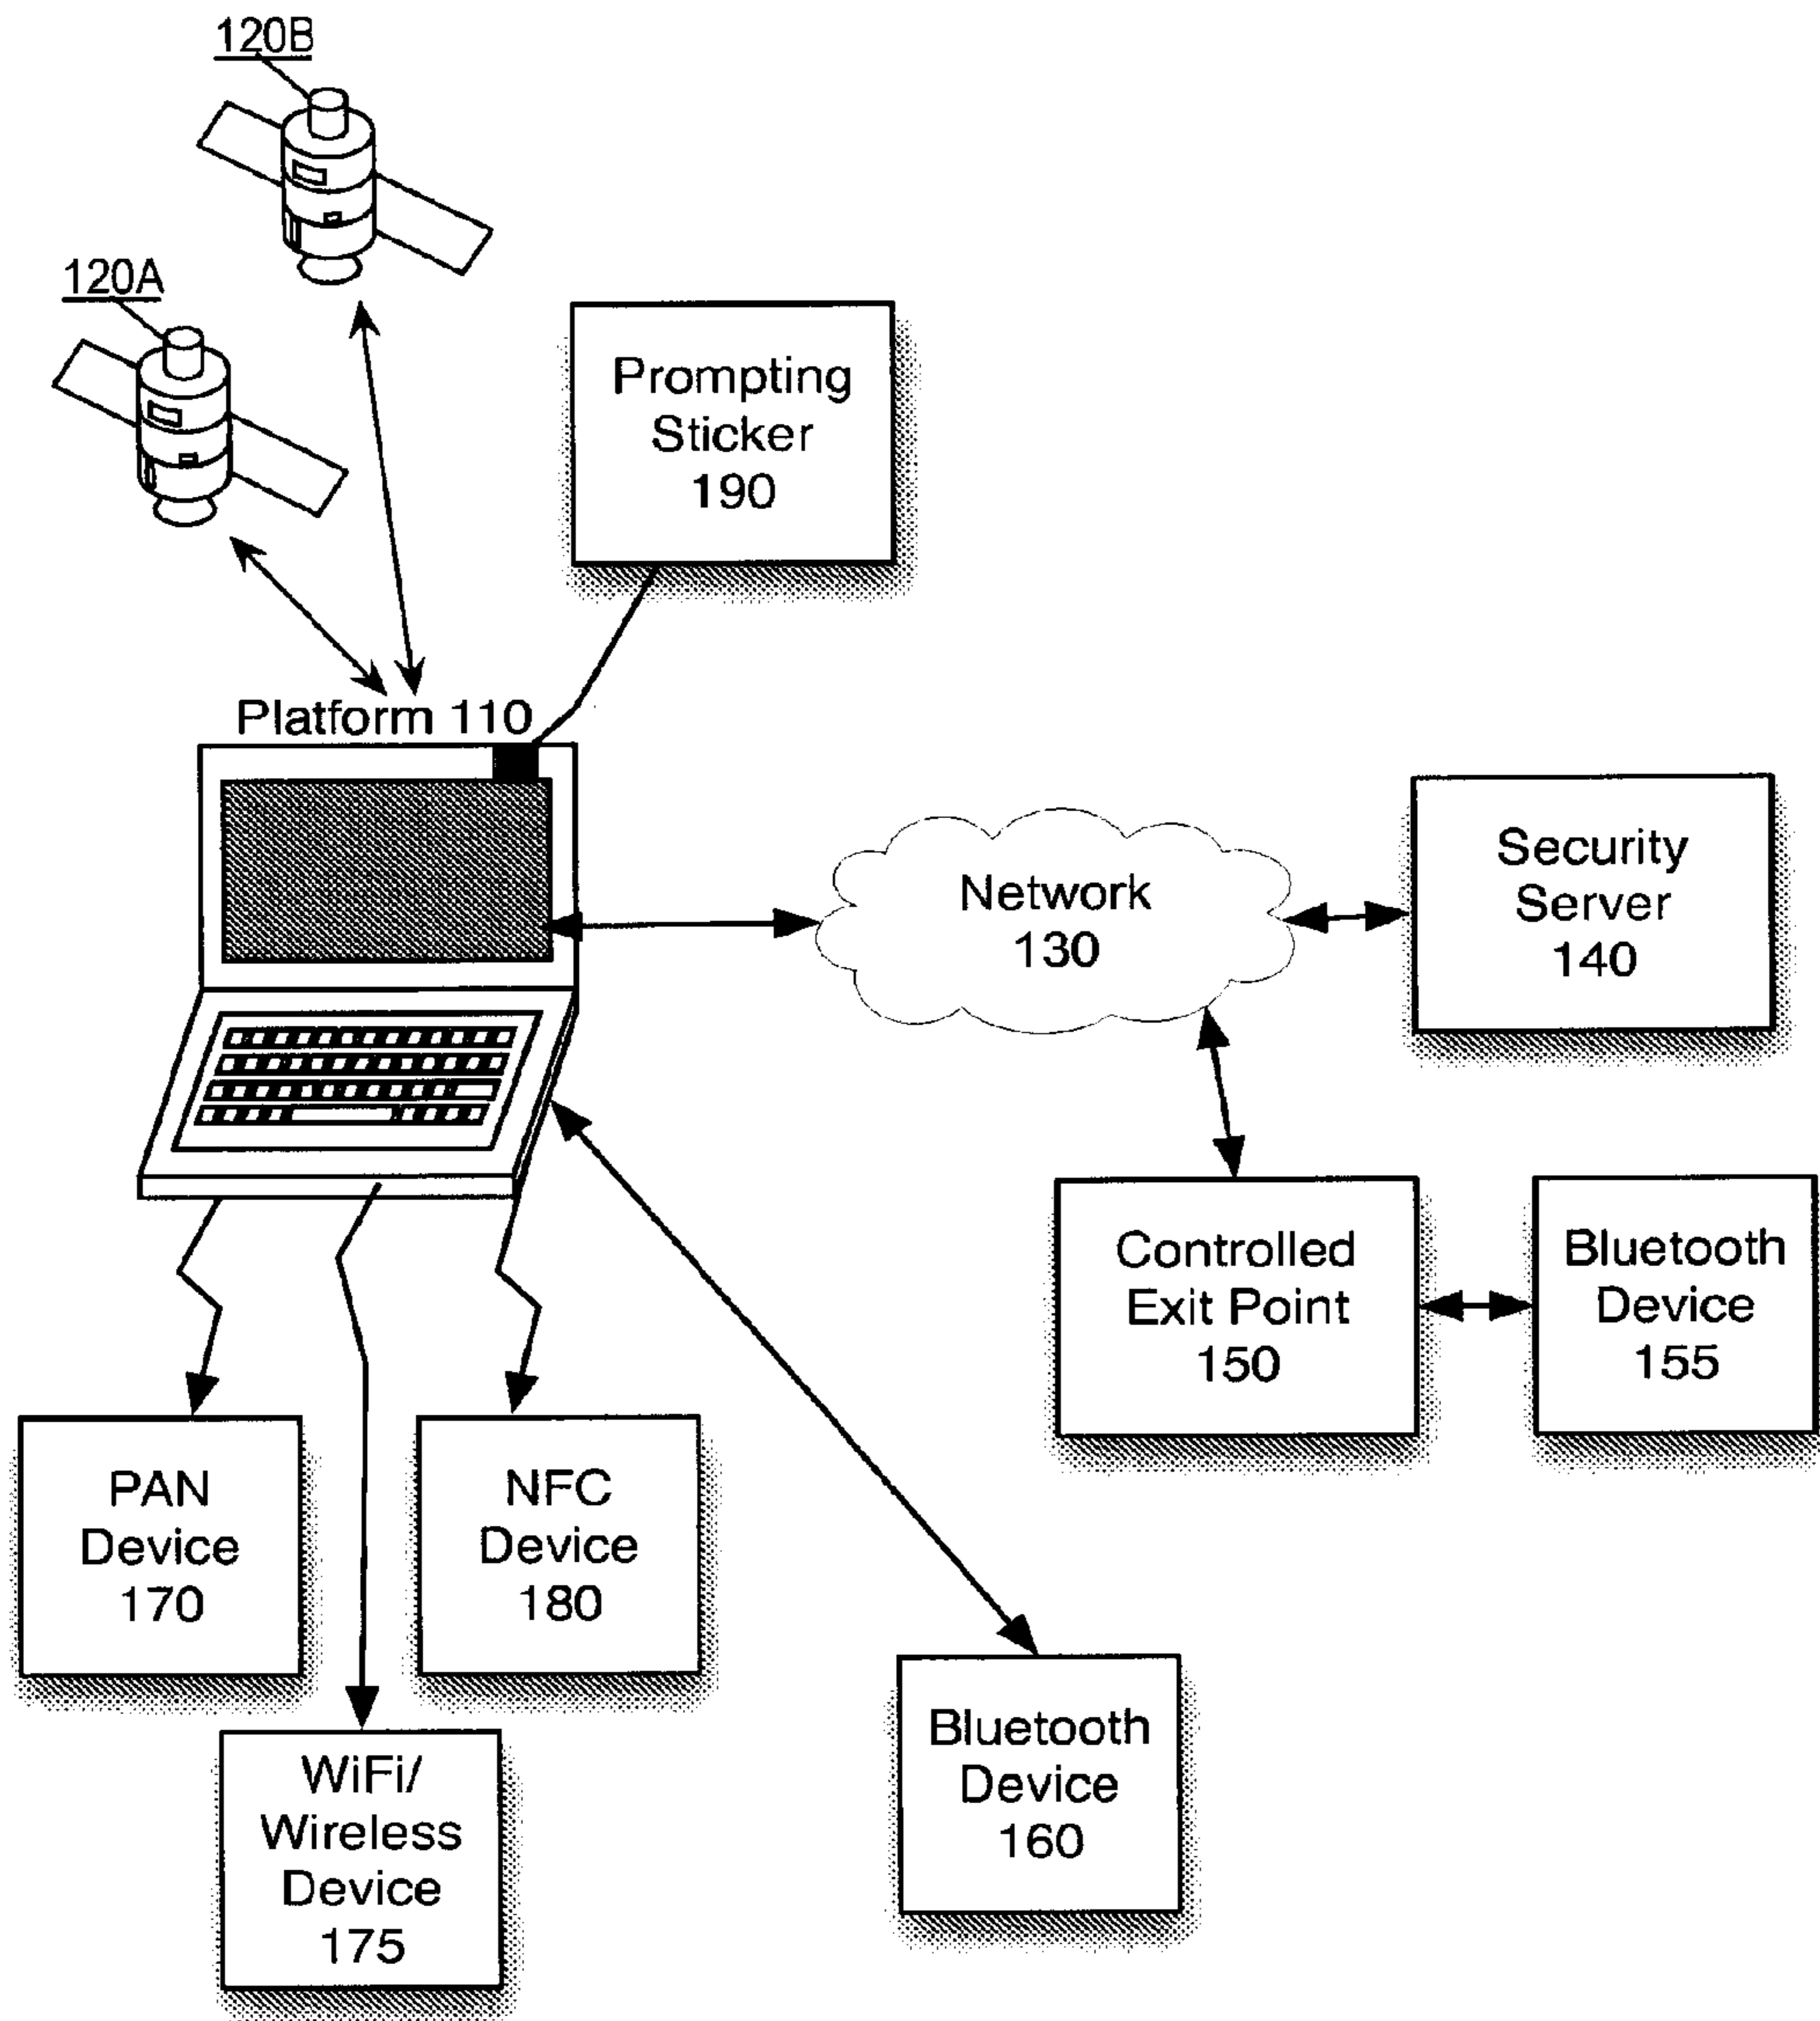 120B
120A
Prompting
Sticker
190
Platform 110
Network
130
Security
Server
140
Controlled
Exit Point
150
Bluetooth
Device
155
PAN
Device
170
NFC
Device
180
WiFi/
Wireless
Device
175
Bluetooth
Device
160